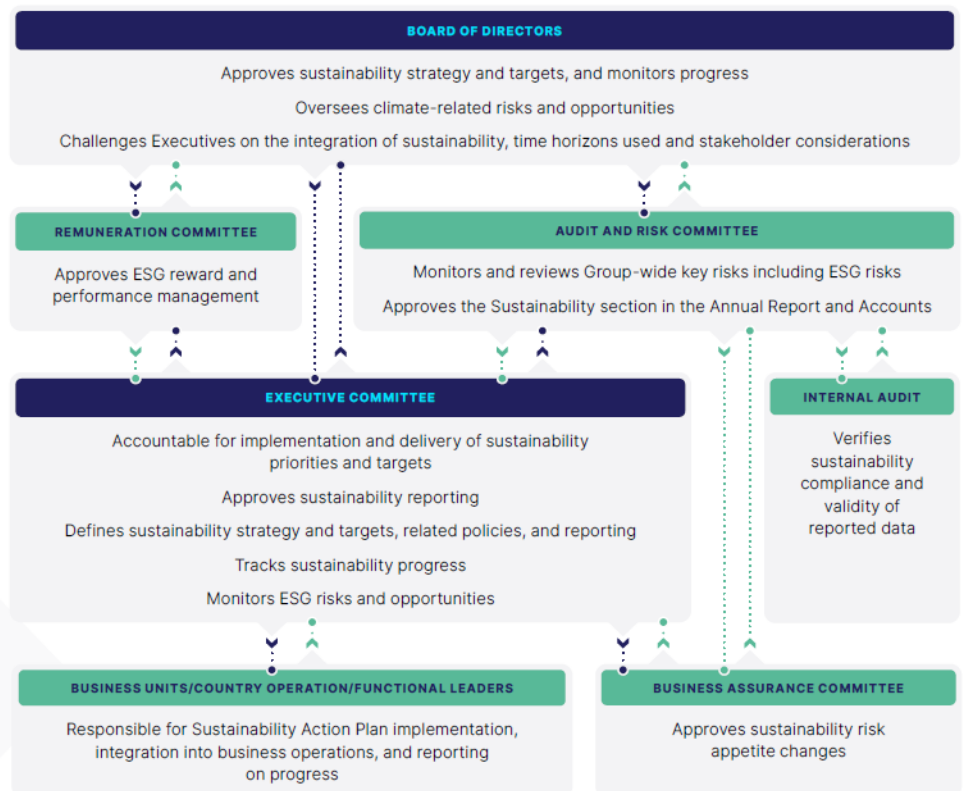 BOARD OF DIRECTORS
Approves sustainability strategy and targets, and monitors progress
Oversees climate-related risks and opportunities
Challenges Executives on the integration of sustainability, time horizons used and stakeholder considerations
REMUNERATION COMMITTEE
Approves ESG reward and
performance management
AUDIT AND RISK COMMITTEE
Monitors and reviews Group-wide key risks including ESG risks
Approves the Sustainability section in the Annual Report and Accounts
EXECUTIVE COMMITTEE
Accountable for implementation and delivery of sustainability
priorities and targets
Approves sustainability reporting
Defines sustainability strategy and targets, related policies, and reporting
Tracks sustainability progress
Monitors ESG risks and opportunities
INTERNAL AUDIT
Verifies
sustainability
compliance and
validity of
reported data
BUSINESS UNITS/COUNTRY OPERATION/FUNCTIONAL LEADERS
Responsible for Sustainability Action Plan implementation,
integration into business operations, and reporting
on progress
BUSINESS ASSURANCE COMMITTEE
Approves sustainability risk
appetite changes